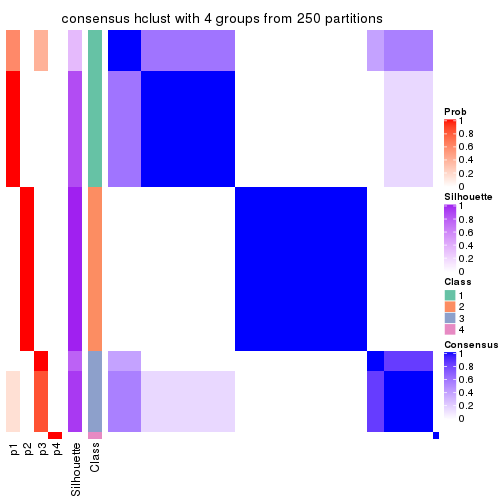 consensus hclust with 4 groups from 250 partitions
Prob
1
0.8
0.6
0.4
0.2
0
Silhouette
1
0.8
0.6
0.4
0.2
0
Class
1
2
3
4
Consensus
1
0.8
0.6
0.4
0.2
0
p1
p2
p3
p4
Silhouette
Class